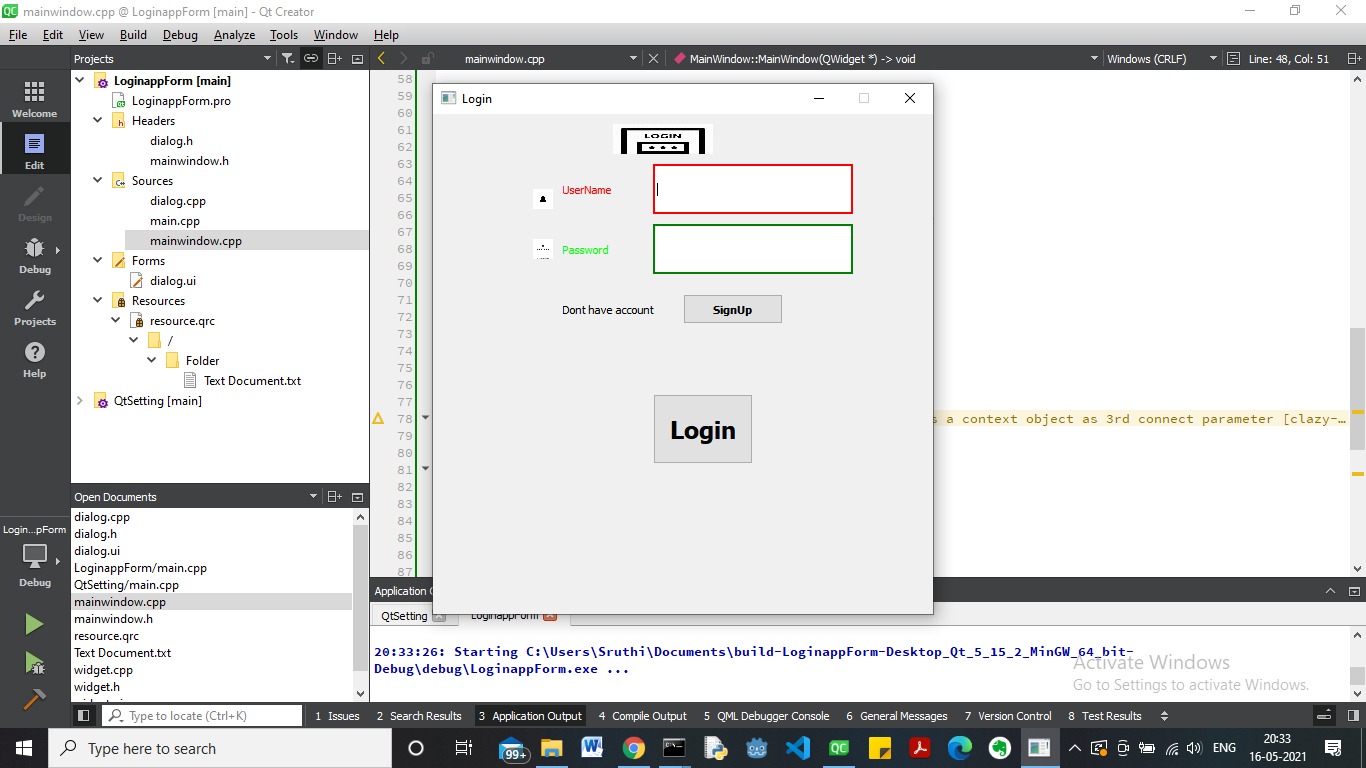 mainwindow.cpp @ LoginappForm [main] - Qt Creator
File Edit View Build Debug Analyze Tools Window Help
Projects
mainwindow.cpp
MainWindow::MainWindow(QWidget *) -> void
Windows (CRLF)
Line: 48, Col: 51
Welcome
Edit
Design
Debug
Projects
Help
Login...pForm
Debug
LoginappForm [main]
LoginappForm.pro
Headers
dialog.h
mainwindow.h
Sources
dialog.cpp
main.cpp
mainwindow.cpp
Forms
dialog.ui
Resources
resource.qrc
/
Folder
Text Document.txt
QtSetting [main]
Open Documents
dialog.cpp
dialog.h
dialog.ui
LoginappForm/main.cpp
QtSetting/main.cpp
mainwindow.cpp
mainwindow.h
resource.qrc
Text Document.txt
widget.cpp
widget.h
58
59
60
61
62
63
64
65
66
67
68
69
70
71
72
73
74
75
76
77
78
79
80
81
82
83
84
85
86
87
s a context object as 3rd connect parameter [clazy-…
Login
LOGIN
***
UserName
Password
Dont have account
SignUp
Login
Application
QtSetting
LoginappForm
20:33:26: Starting C:\Users\Sruthi\Documents\build-LoginappForm-Desktop_Qt_5_15_2_MinGW_64_bit-
Debug\debug\LoginappForm.exe ...
Activate Windows
Go to Settings to activate Windows.
Type to locate (Ctrl+K)
1 Issues
2 Search Results
3 Application Output
4 Compile Output
5 QML Debugger Console
6 General Messages
7 Version Control
8 Test Results
Type here to search
99+
ENG
20:33
16-05-2021